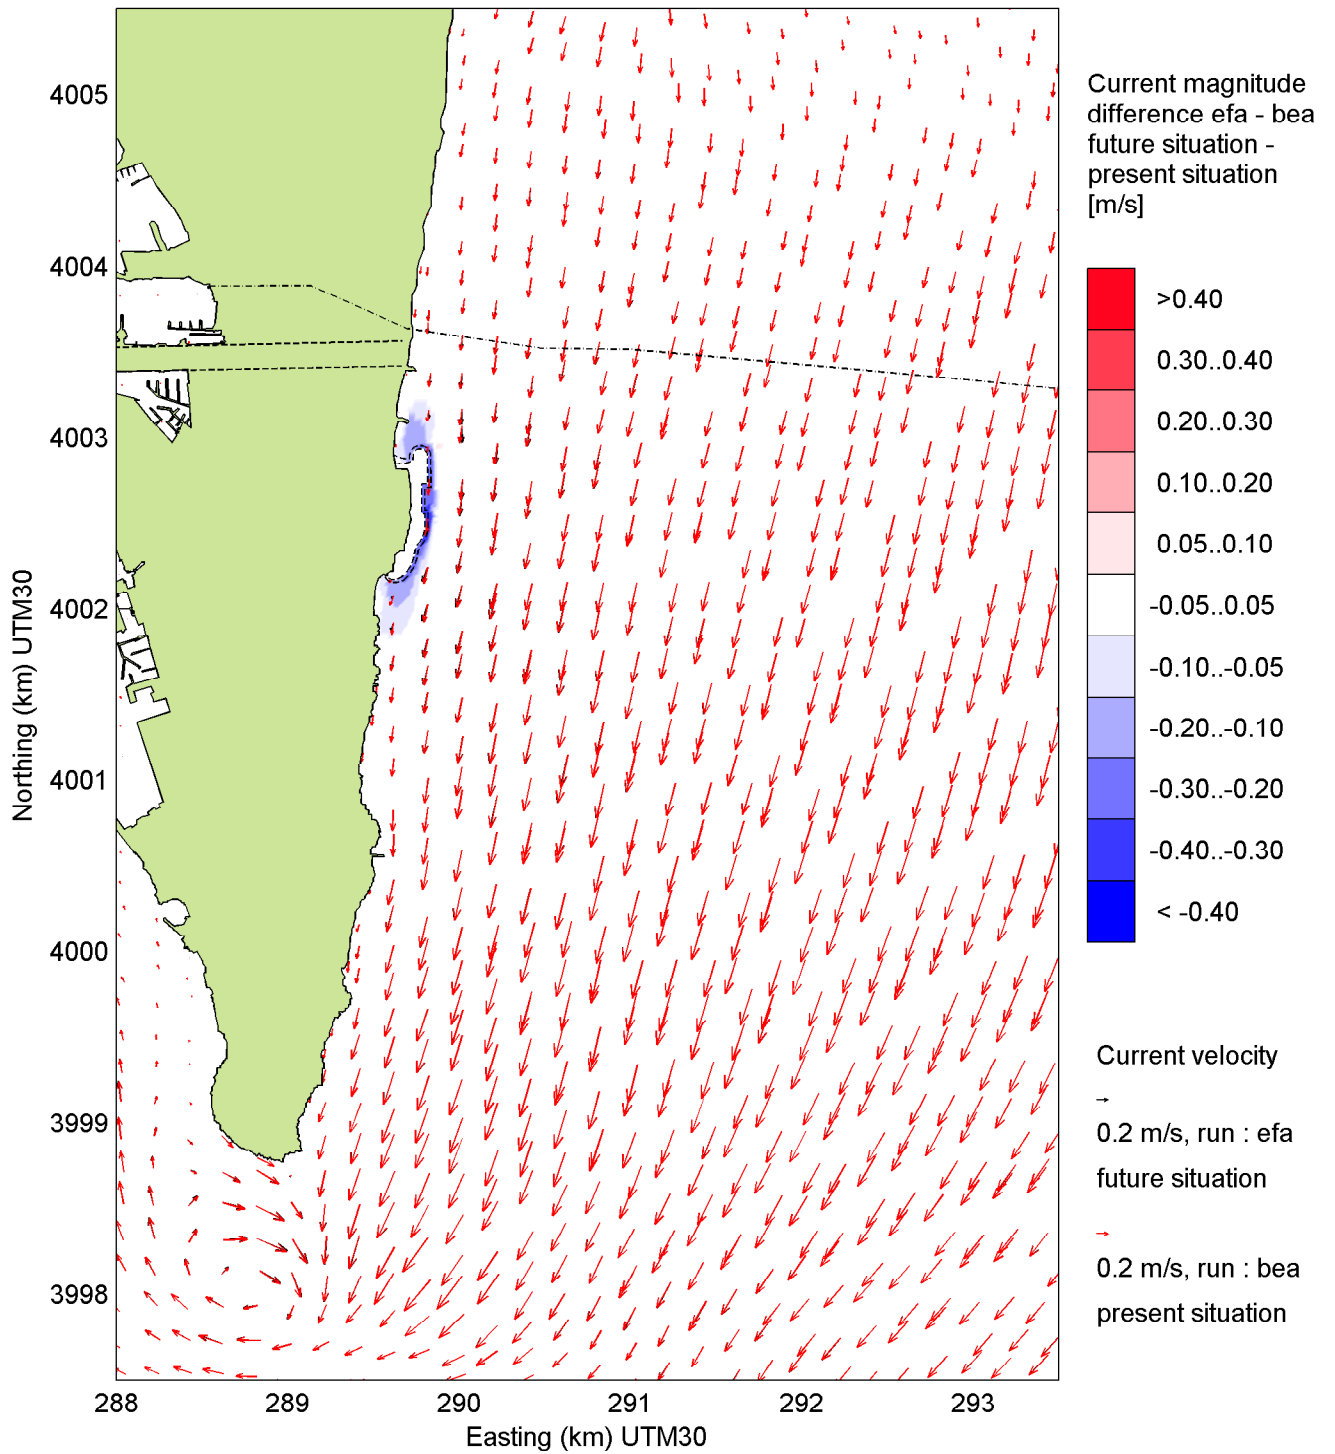 4005
4004
4003
4002
4001
4000
3999
3998
Northing (km) UTM30
288
289
290
291
292
293
Easting (km) UTM30
Current magnitude
difference efa - bea
future situation -
present situation
[m/s]
>0.40
0.30..0.40
0.20..0.30
0.10..0.20
0.05..0.10
-0.05..0.05
-0.10..-0.05
-0.20..-0.10
-0.30..-0.20
-0.40..-0.30
< -0.40
Current velocity
0.2 m/s, run : efa
future situation
0.2 m/s, run : bea
present situation